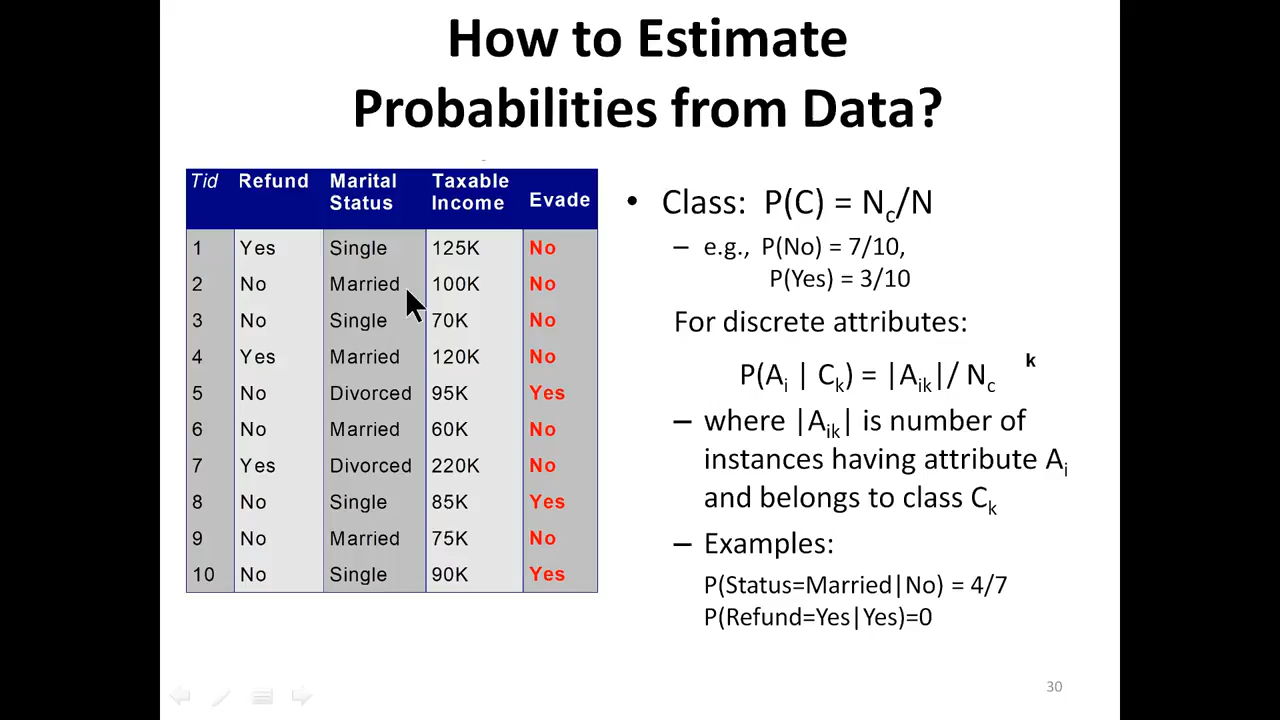 How to Estimate
Probabilities from Data?
Tid Refund Marital Status Taxable Income Evade
1 Yes Single 125K No
2 No Married 100K No
3 No Single 70K No
4 Yes Married 120K No
5 No Divorced 95K Yes
6 No Married 60K No
7 Yes Divorced 220K No
8 No Single 85K Yes
9 No Married 75K No
10 No Single 90K Yes
• Class: P(C) = Nc/N
– e.g., P(No) = 7/10,
P(Yes) = 3/10
For discrete attributes:
k
P(Ai | Ck) = |Aik|/ Nc
– where |Aik| is number of
instances having attribute Ai
and belongs to class Ck
– Examples:
P(Status=Married|No) = 4/7
P(Refund=Yes|Yes)=0
30